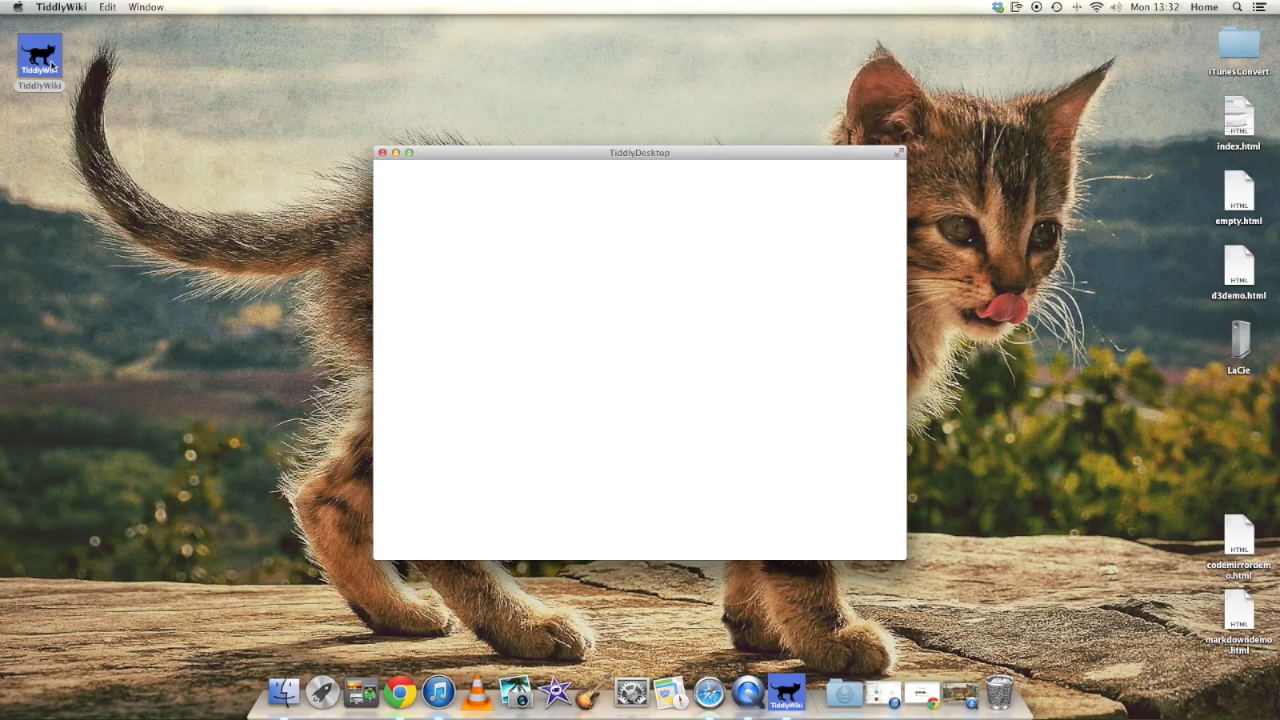 TiddlyWiki Edit Window
Mon 13:32 Home
TiddlyWiki
TiddlyWiki
iTunesConvert
HTML
index.html
HTML
empty.html
HTML
d3demo.html
LaCie
TiddlyDesktop
HTML
codemirrordem
o.html
HTML
markdowndemo
.html
TiddlyWiki